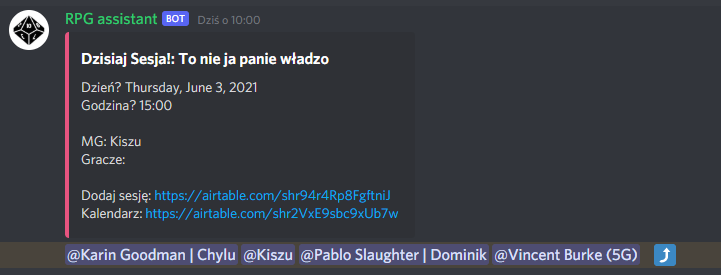 RPG assistant BOT Dziś o 10:00
Dzisiaj Sesja!: To nie ja panie władzo
Dzień? Thursday, June 3, 2021
Godzina? 15:00
MG: Kiszu
Gracze:
Dodaj sesję: https://airtable.com/shr94r4Rp8FgftniJ
Kalendarz: https://airtable.com/shr2VxE9sbc9xUb7w
@Karin Goodman | Chylu @Kiszu @Pablo Slaughter | Dominik @Vincent Burke (5G)